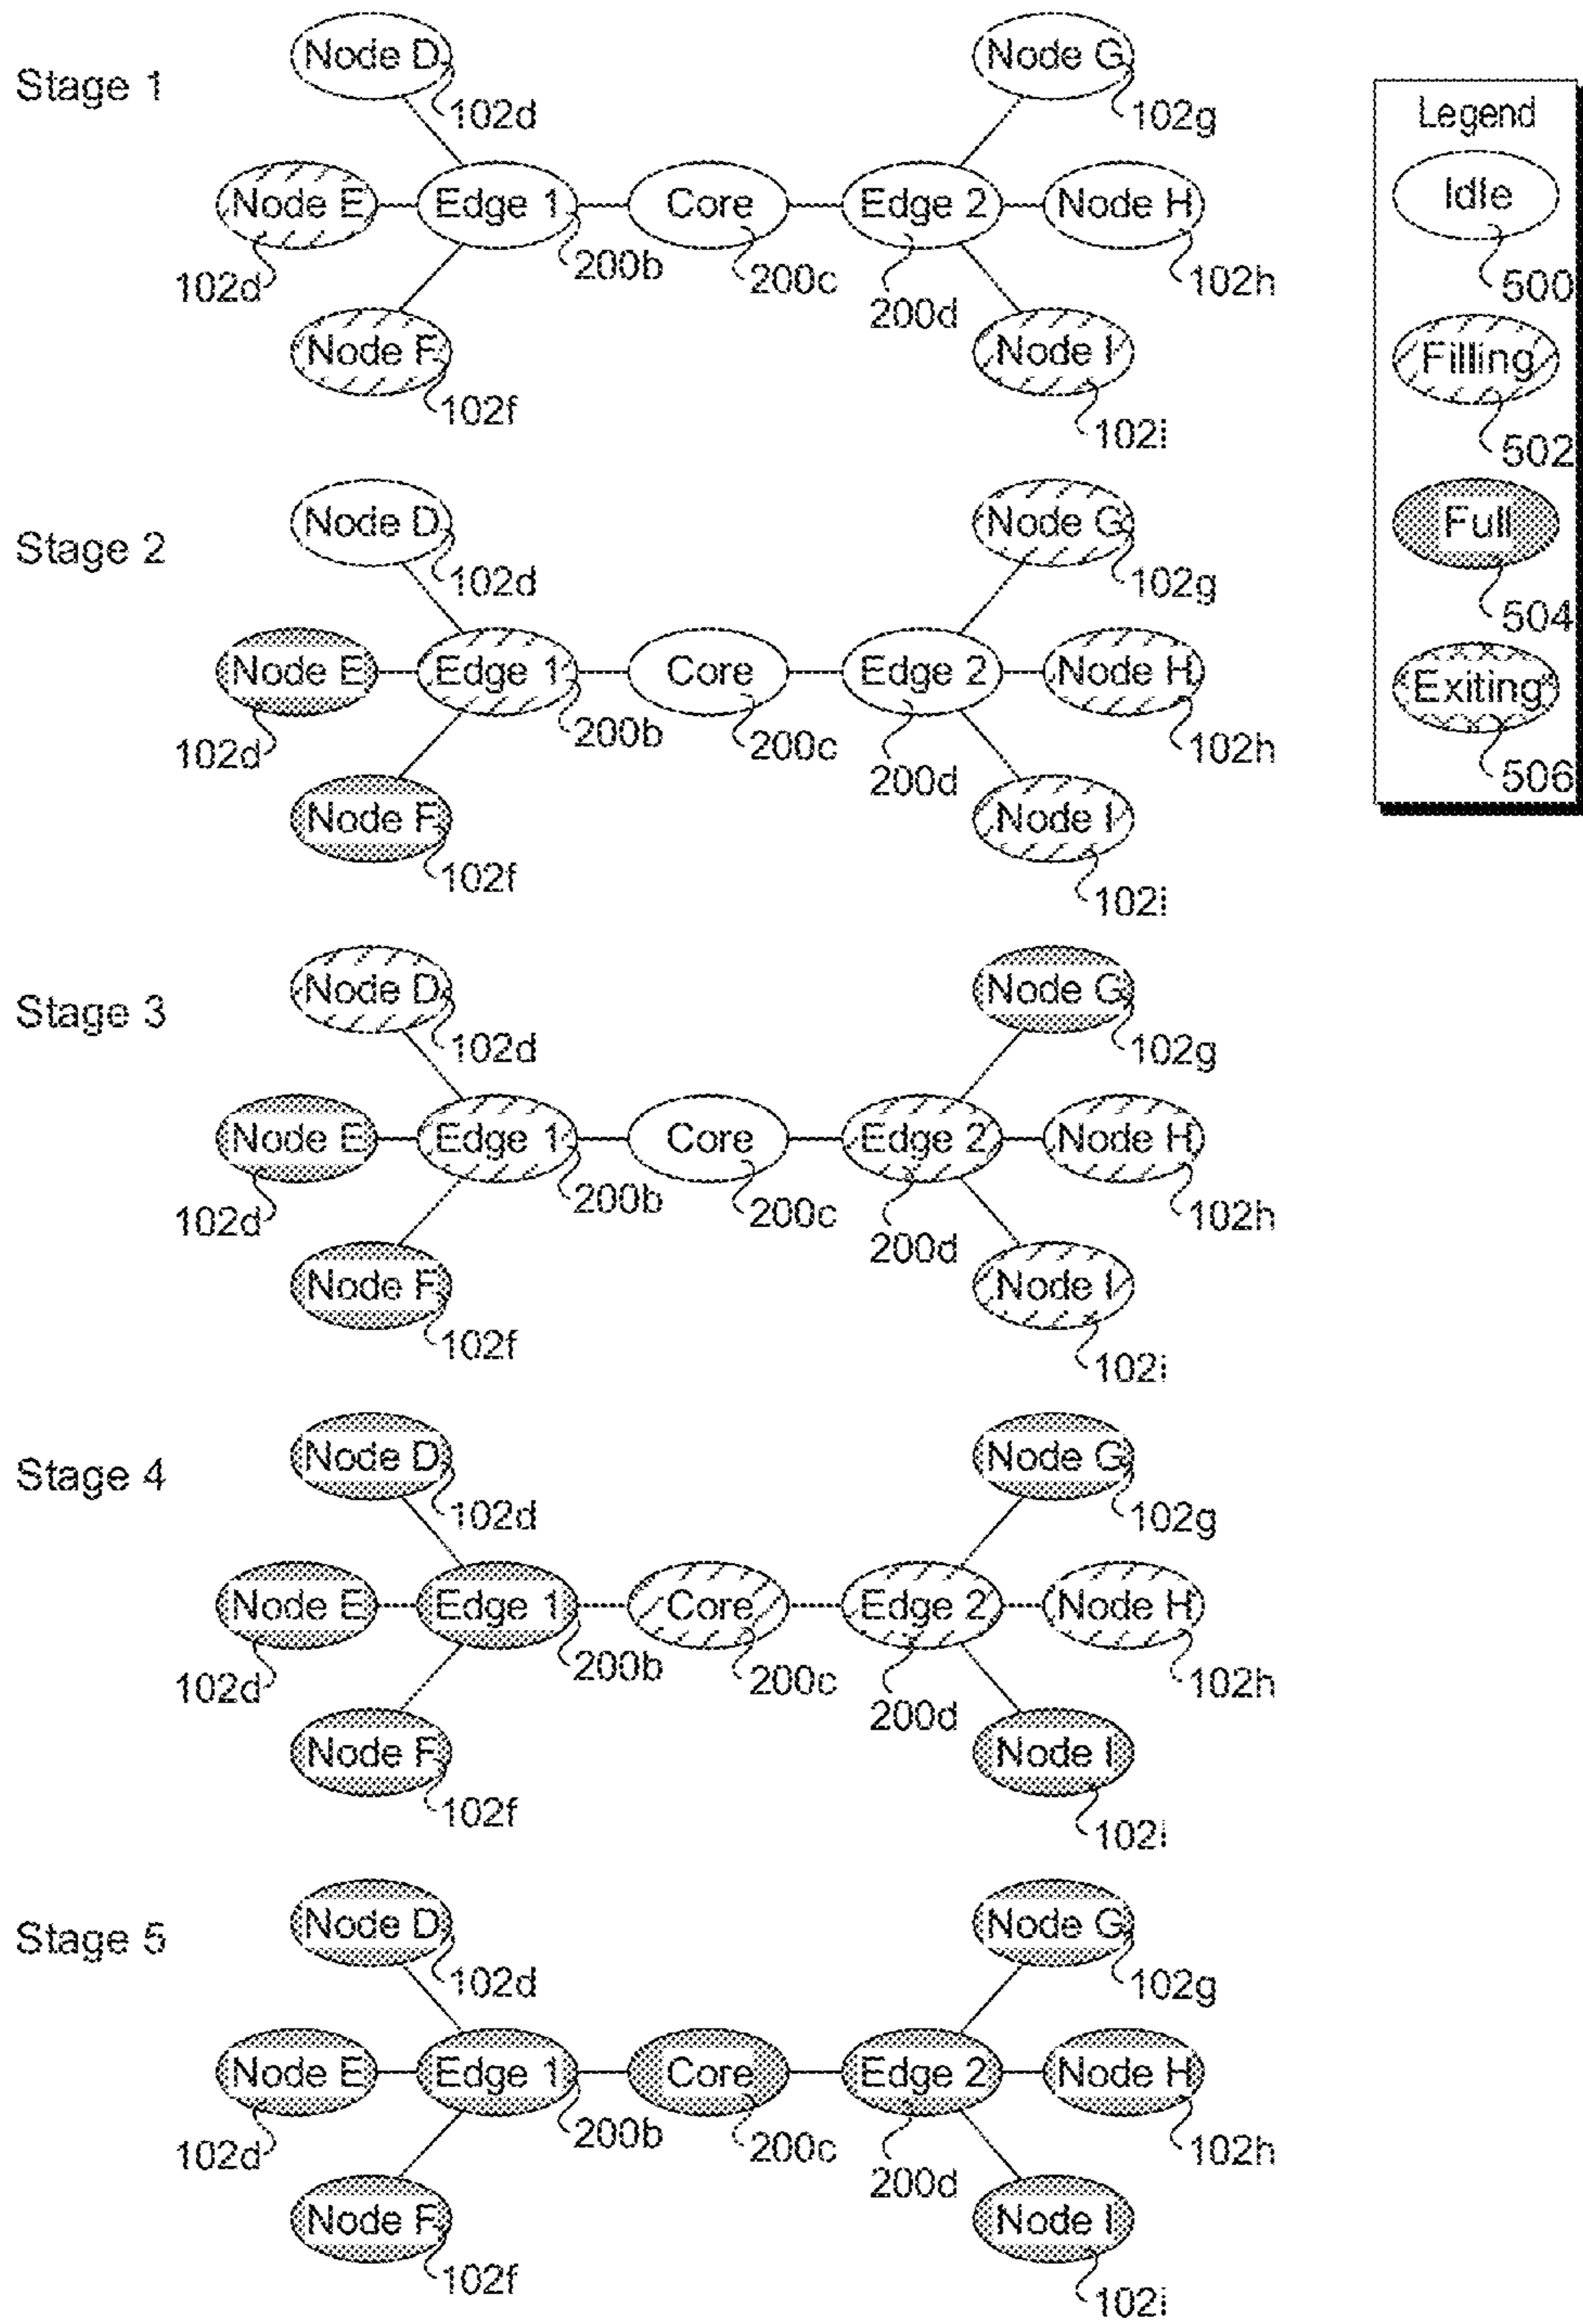 Stage 1
Node D
102d
Node G
102g
Node E
Edge 1
Core
Edge 2
Node H
102d
200b
200c
200d
102h
Node F
102f
Node I
102i
Legend
Idle
500
Filling
502
Full
504
Exiting
506
Stage 2
Node D
102d
Node G
102g
Node E
Edge 1
Core
Edge 2
Node H
102d
200b
200c
200d
102h
Node F
102f
Node I
102i
Stage 3
Node D
102d
Node G
102g
Node E
Edge 1
Core
Edge 2
Node H
102d
200b
200c
200d
102h
Node F
102f
Node I
102i
Stage 4
Node D
102d
Node G
102g
Node E
Edge 1
Core
Edge 2
Node H
102d
200b
200c
200d
102h
Node F
102f
Node I
102i
Stage 5
Node D
102d
Node G
102g
Node E
Edge 1
Core
Edge 2
Node H
102d
200b
200c
200d
102h
Node F
102f
Node I
102i